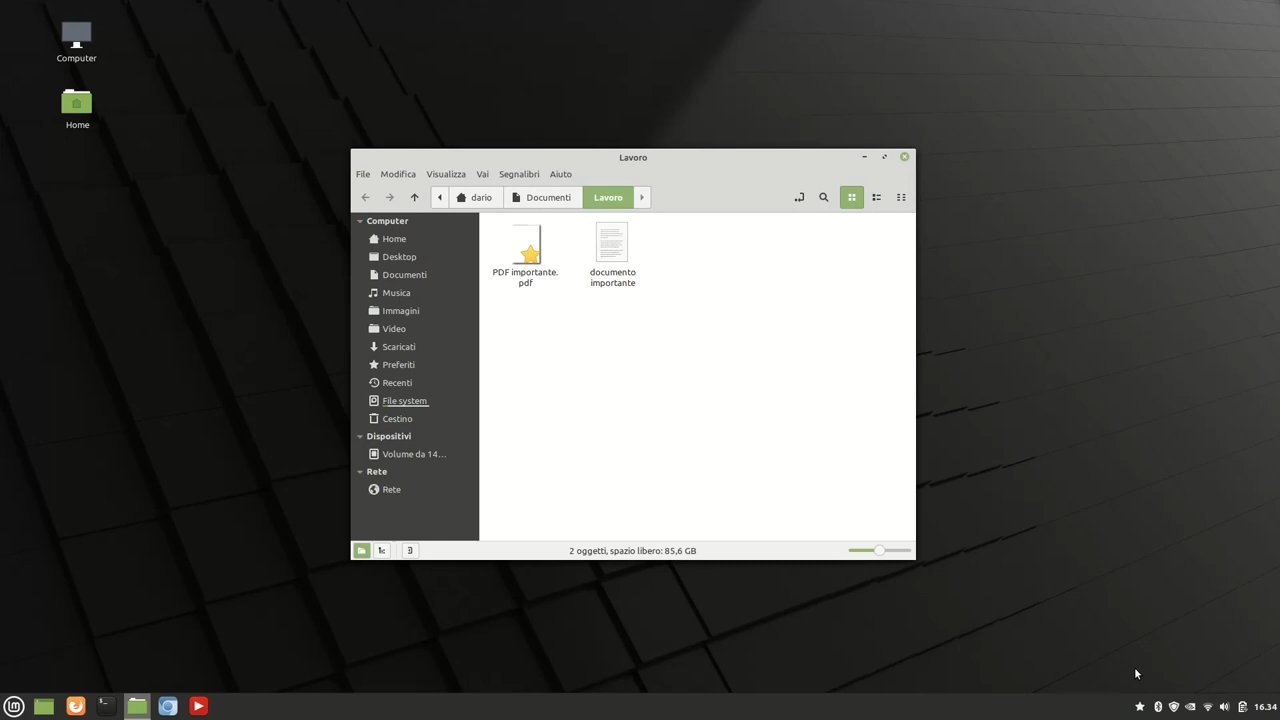 Computer
Home
Lavoro
File Modifica Visualizza Vai Segnalibri Aiuto
dario Documenti Lavoro
Computer
Home
Desktop
Documenti
Musica
Immagini
Video
Scaricati
Preferiti
Recenti
File system
Cestino
Dispositivi
Volume da 14…
Rete
Rete
PDF importante.
pdf
documento
importante
2 oggetti, spazio libero: 85,6 GB
16.34